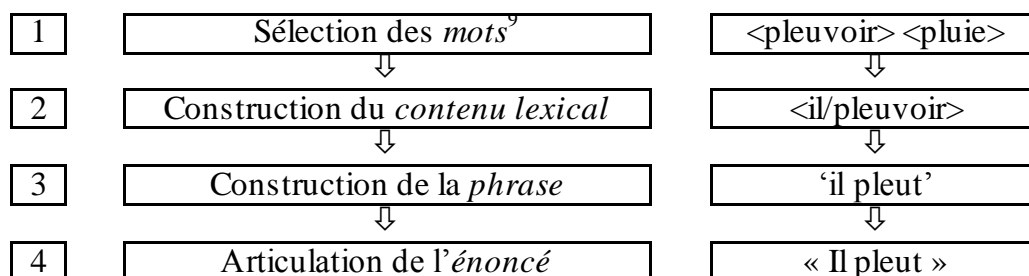 1 Sélection des mots⁹ <pleuvoir> <pluie>
⇩ ⇩
2 Construction du contenu lexical <il/pleuvoir>
⇩ ⇩
3 Construction de la phrase ‘il pleut’
⇩ ⇩
4 Articulation de l’énoncé « Il pleut »